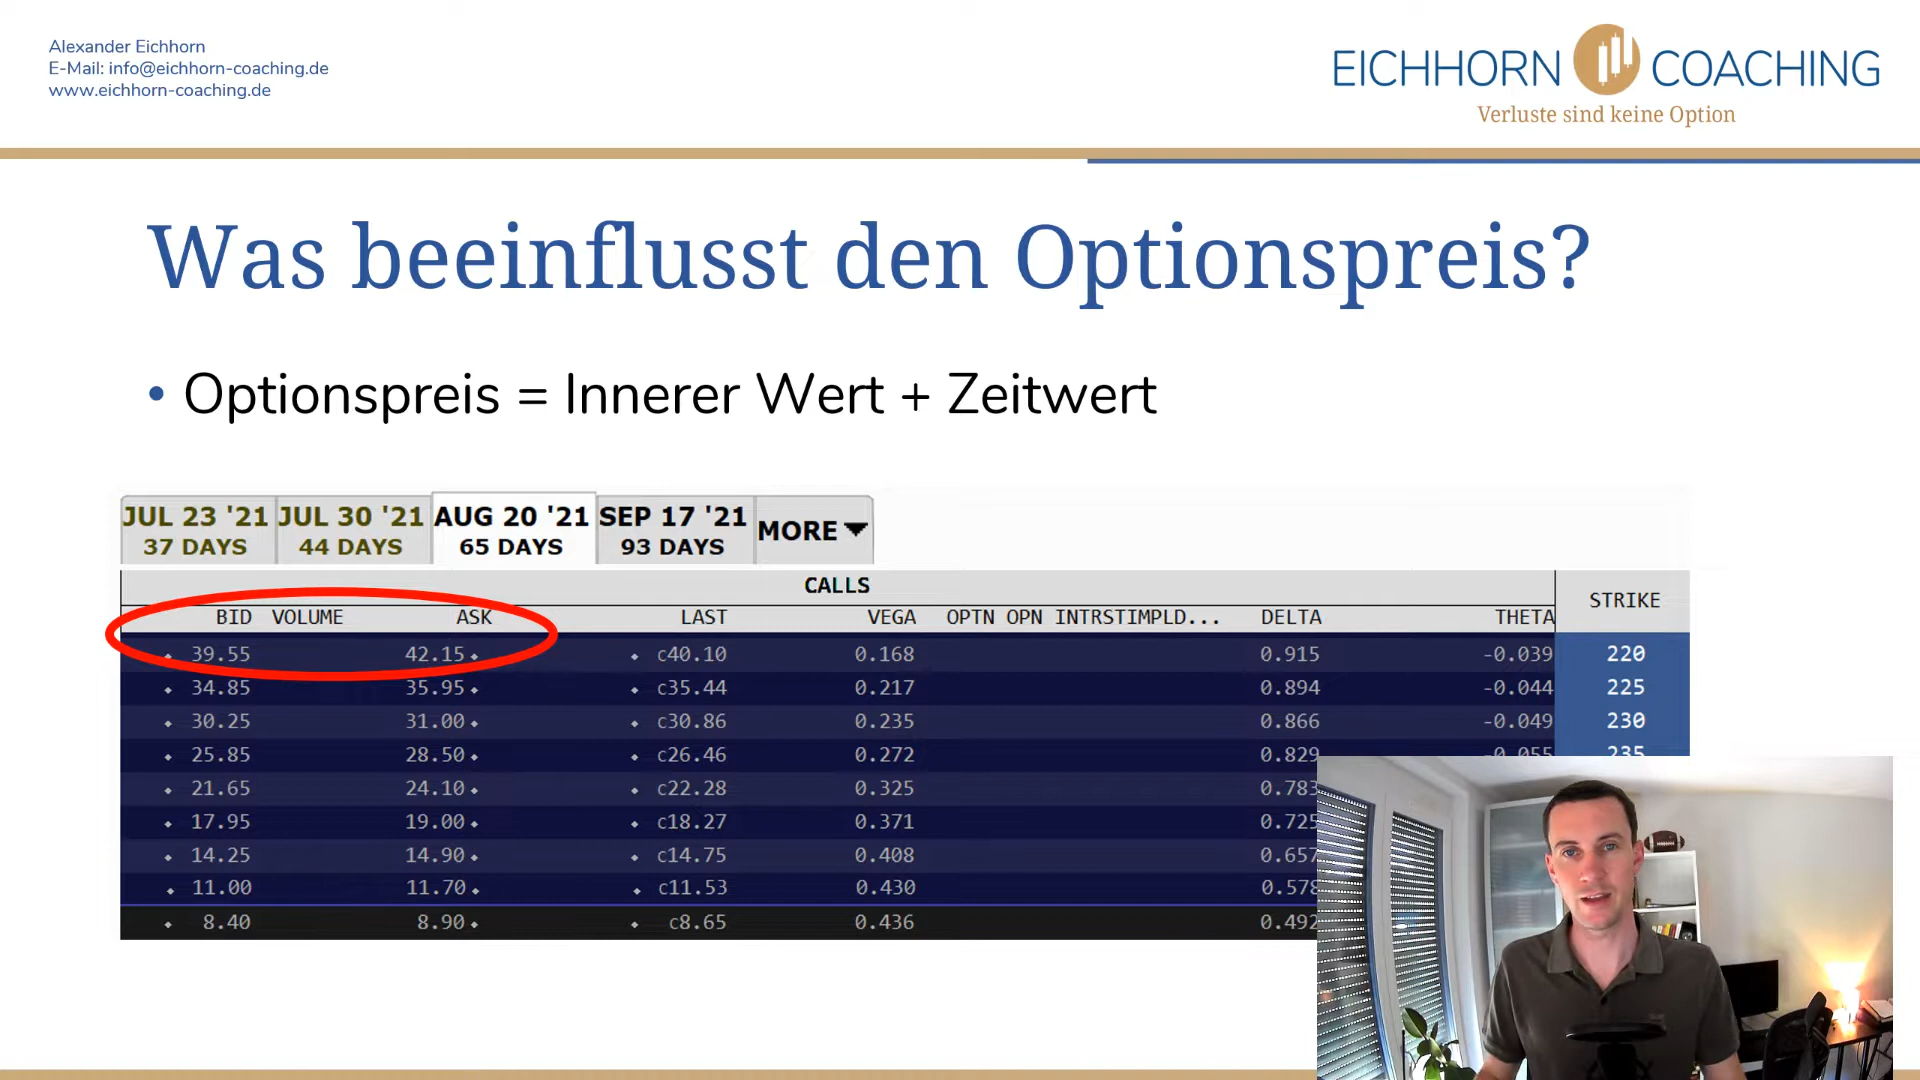 Alexander Eichhorn
E-Mail: info@eichhorn-coaching.de
www.eichhorn-coaching.de
EICHHORN COACHING
Verluste sind keine Option
Was beeinflusst den Optionspreis?
• Optionspreis = Innerer Wert + Zeitwert
JUL 23 '21 JUL 30 '21 AUG 20 '21 SEP 17 '21 MORE
37 DAYS 44 DAYS 65 DAYS 93 DAYS
CALLS
STRIKE
BID VOLUME ASK LAST VEGA OPTN OPN INTRSTIMPLD... DELTA THETA
39.55 42.15 c40.10 0.168 0.915 -0.039 220
34.85 35.95 c35.44 0.217 0.894 -0.044 225
30.25 31.00 c30.86 0.235 0.866 -0.049 230
25.85 28.50 c26.46 0.272 0.829 -0.055 235
21.65 24.10 c22.28 0.325 0.783
17.95 19.00 c18.27 0.371 0.725
14.25 14.90 c14.75 0.408 0.657
11.00 11.70 c11.53 0.430 0.578
8.40 8.90 c8.65 0.436 0.492